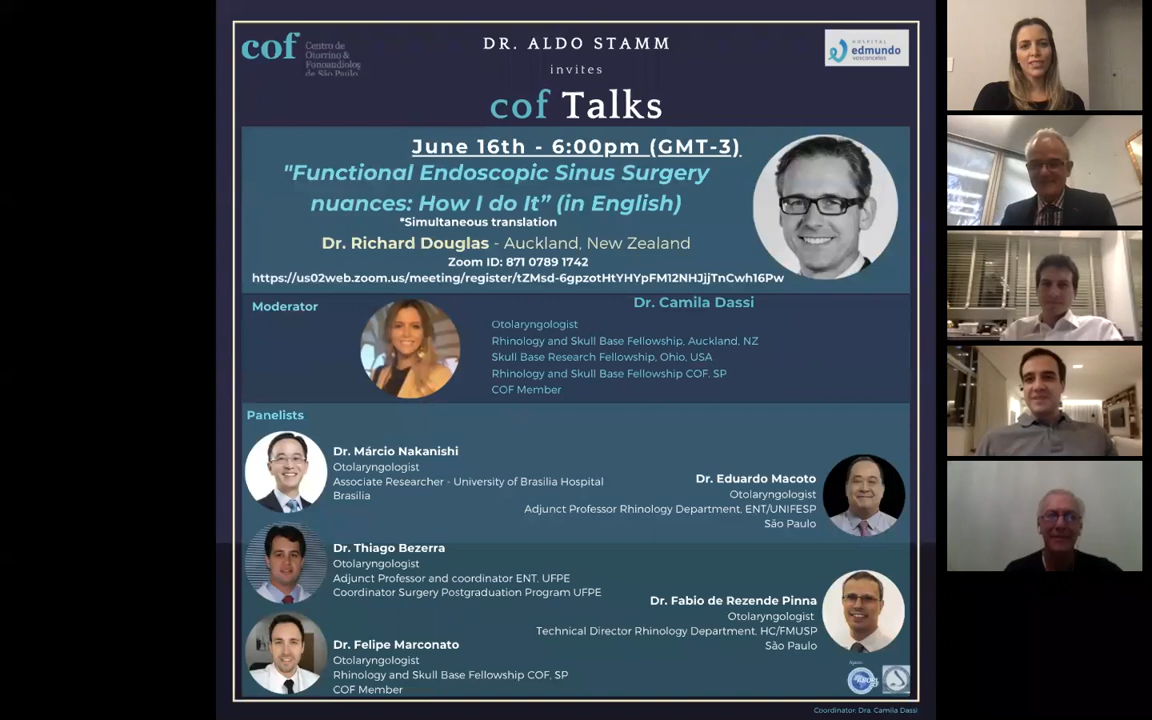 cof
Centro de
Otorrino &
Fonoaudiologia
de São Paulo
DR. ALDO STAMM
invites
cof Talks
HOSPITAL
edmundo
vasconcelos
June 16th - 6:00pm (GMT-3)
"Functional Endoscopic Sinus Surgery
nuances: How I do It” (in English)
*Simultaneous translation
Dr. Richard Douglas - Auckland, New Zealand
Zoom ID: 871 0789 1742
https://us02web.zoom.us/meeting/register/tZMsd-6gpzotHtYHYpFM12NHJjjTnCwh16Pw
Moderator
Dr. Camila Dassi
Otolaryngologist
Rhinology and Skull Base Fellowship, Auckland, NZ
Skull Base Research Fellowship, Ohio, USA
Rhinology and Skull Base Fellowship COF, SP
COF Member
Panelists
Dr. Márcio Nakanishi
Otolaryngologist
Associate Researcher - University of Brasilia Hospital
Brasilia
Dr. Eduardo Macoto
Otolaryngologist
Adjunct Professor Rhinology Department, ENT/UNIFESP
São Paulo
Dr. Thiago Bezerra
Otolaryngologist
Adjunct Professor and coordinator ENT, UFPE
Coordinator Surgery Postgraduation Program UFPE
Dr. Fabio de Rezende Pinna
Otolaryngologist
Technical Director Rhinology Department, HC/FMUSP
São Paulo
Dr. Felipe Marconato
Otolaryngologist
Rhinology and Skull Base Fellowship COF, SP
COF Member
Coordinator: Dra. Camila Dassi